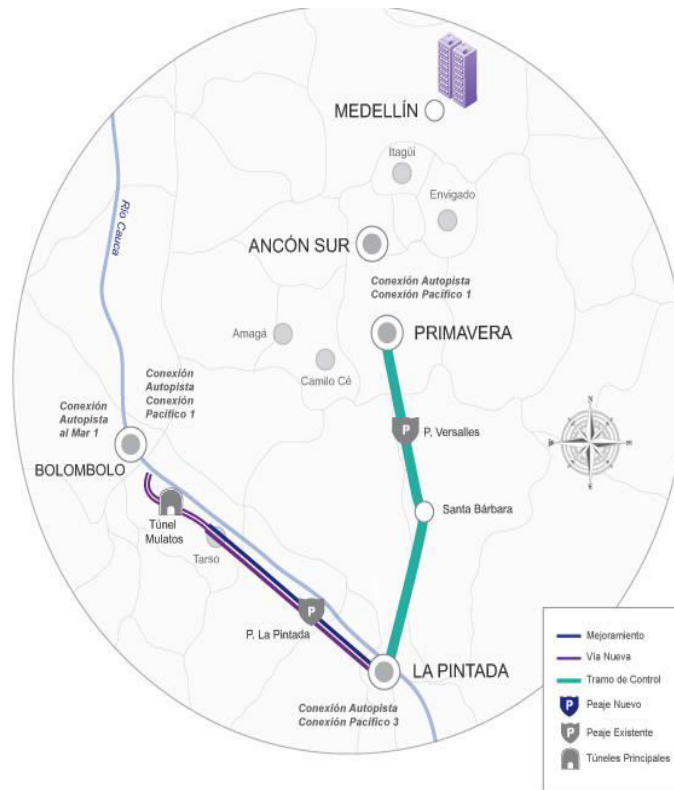 MEDELLÍN
Itagüi
Envigado
Río Cauca
ANCÓN SUR
Conexión Autopista
Conexión Pacífico 1
PRIMAVERA
Amagá
Camilo Cé
Conexión
Autopista
Conexión
Pacífico 1
Conexión
Autopista
al Mar 1
BOLOMBOLO
P
P. Versalles
N
E
S
Túnel
Mulatos
Santa Bárbara
Tarso
P
P. La Pintada
LA PINTADA
Conexión Autopista
Conexión Pacífico 3
Mejoramiento
Vía Nueva
Tramo de Control
P
Peaje Nuevo
P
Peaje Existente
Túneles Principales